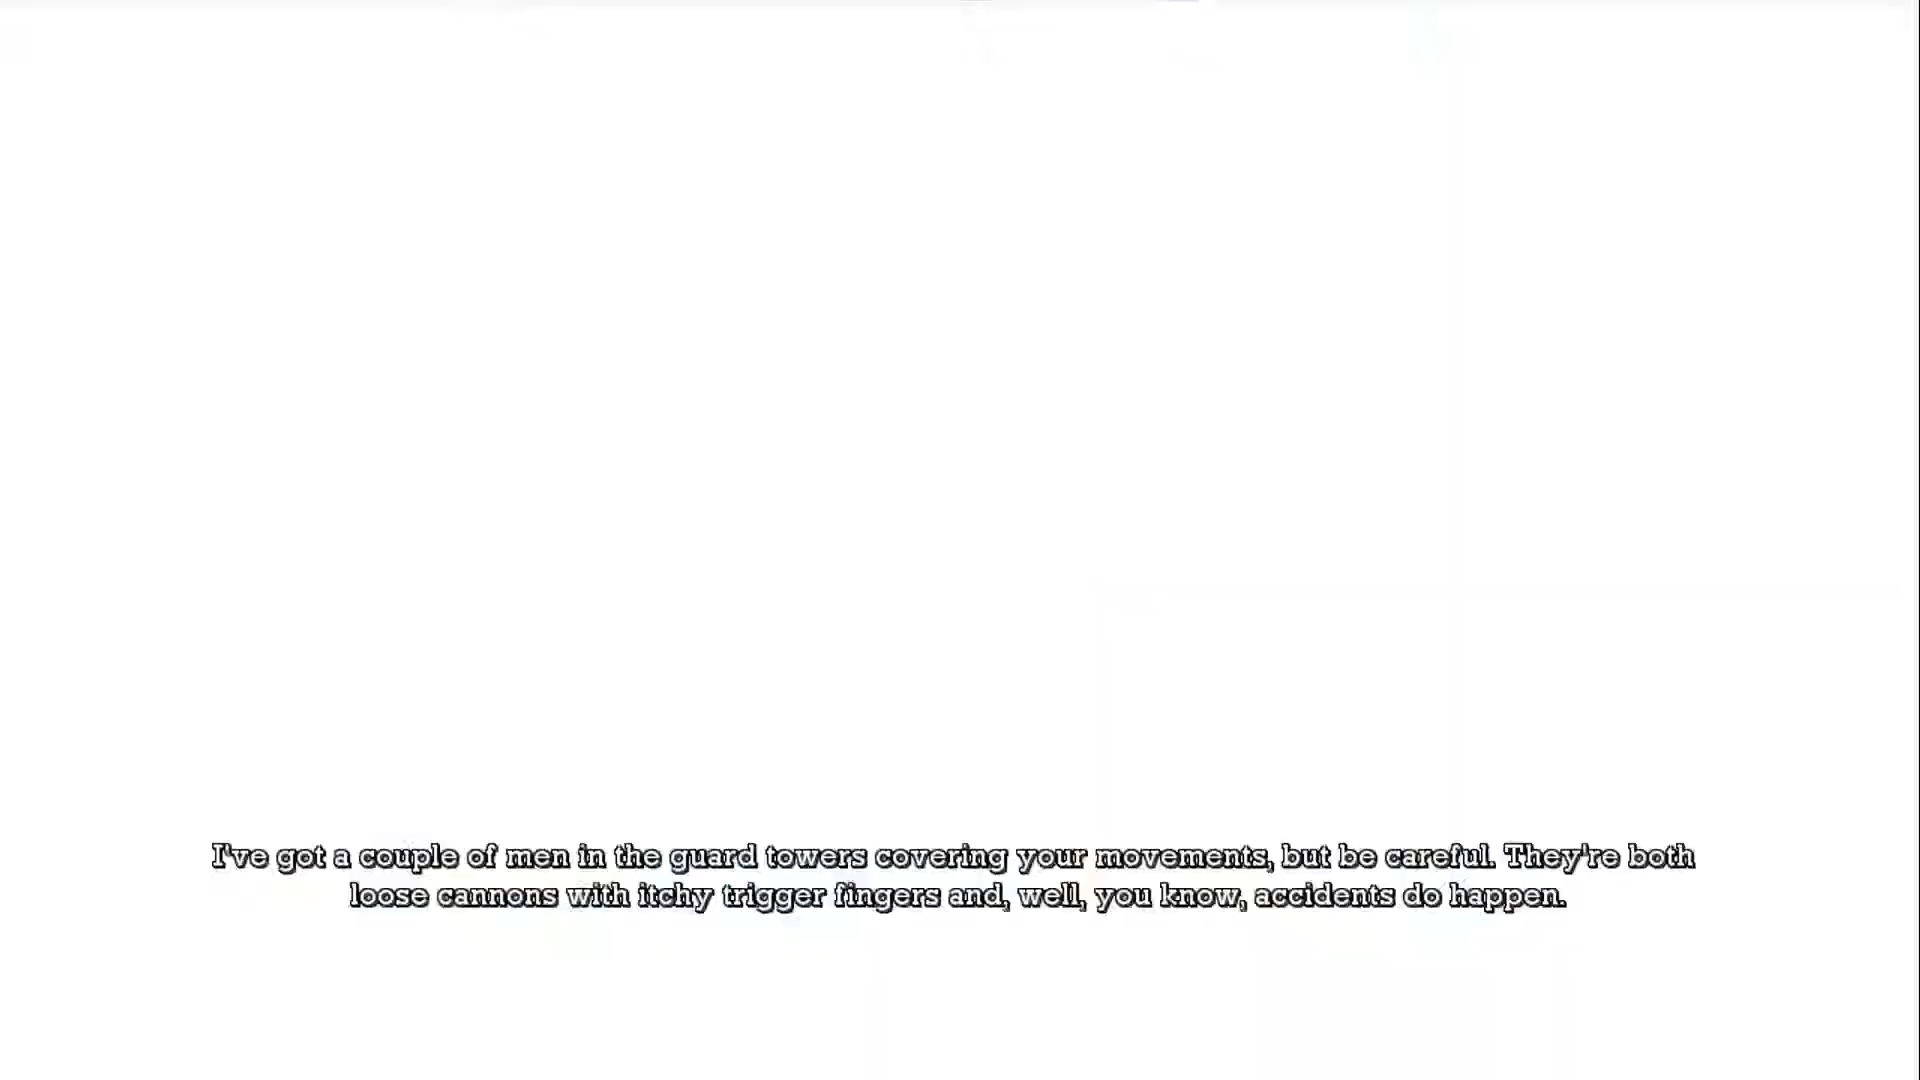 I've got a couple of men in the guard towers covering your movements, but be careful. They're both
loose cannons with itchy trigger fingers and, well, you know, accidents do happen.